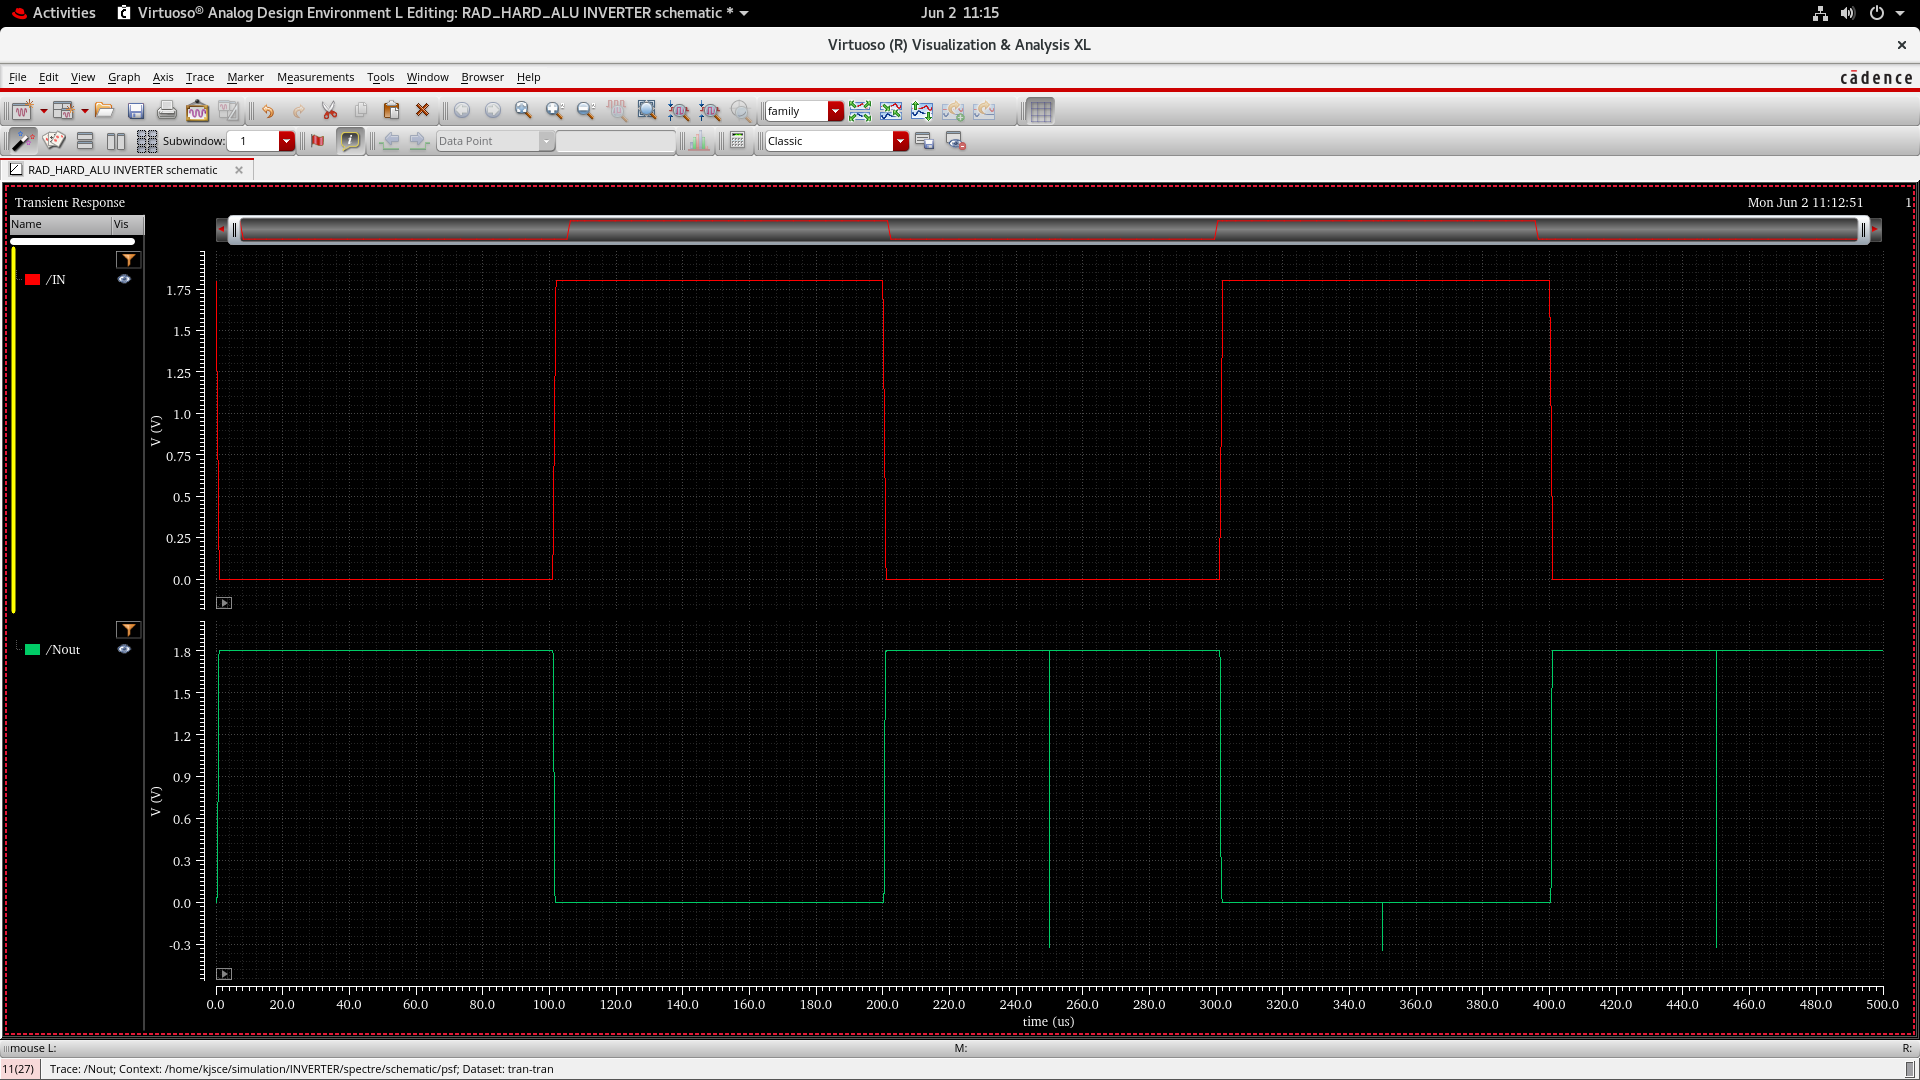 Activities
Virtuoso® Analog Design Environment L Editing: RAD_HARD_ALU INVERTER schematic *
Jun 2 11:15
Virtuoso (R) Visualization & Analysis XL
File Edit View Graph Axis Trace Marker Measurements Tools Window Browser Help
cādence
family
Subwindow: 1
Data Point
Classic
RAD_HARD_ALU INVERTER schematic
Transient Response
Mon Jun 2 11:12:51 1
Name Vis
/IN
1.75
1.5
1.25
1.0
0.75
0.5
0.25
0.0
V (V)
/Nout
1.8
1.5
1.2
0.9
0.6
0.3
0.0
-0.3
V (V)
0.0 20.0 40.0 60.0 80.0 100.0 120.0 140.0 160.0 180.0 200.0 220.0 240.0 260.0 280.0 300.0 320.0 340.0 360.0 380.0 400.0 420.0 440.0 460.0 480.0 500.0
time (us)
mouse L: M: R:
11(27) Trace: /Nout; Context: /home/kjsce/simulation/INVERTER/spectre/schematic/psf; Dataset: tran-tran